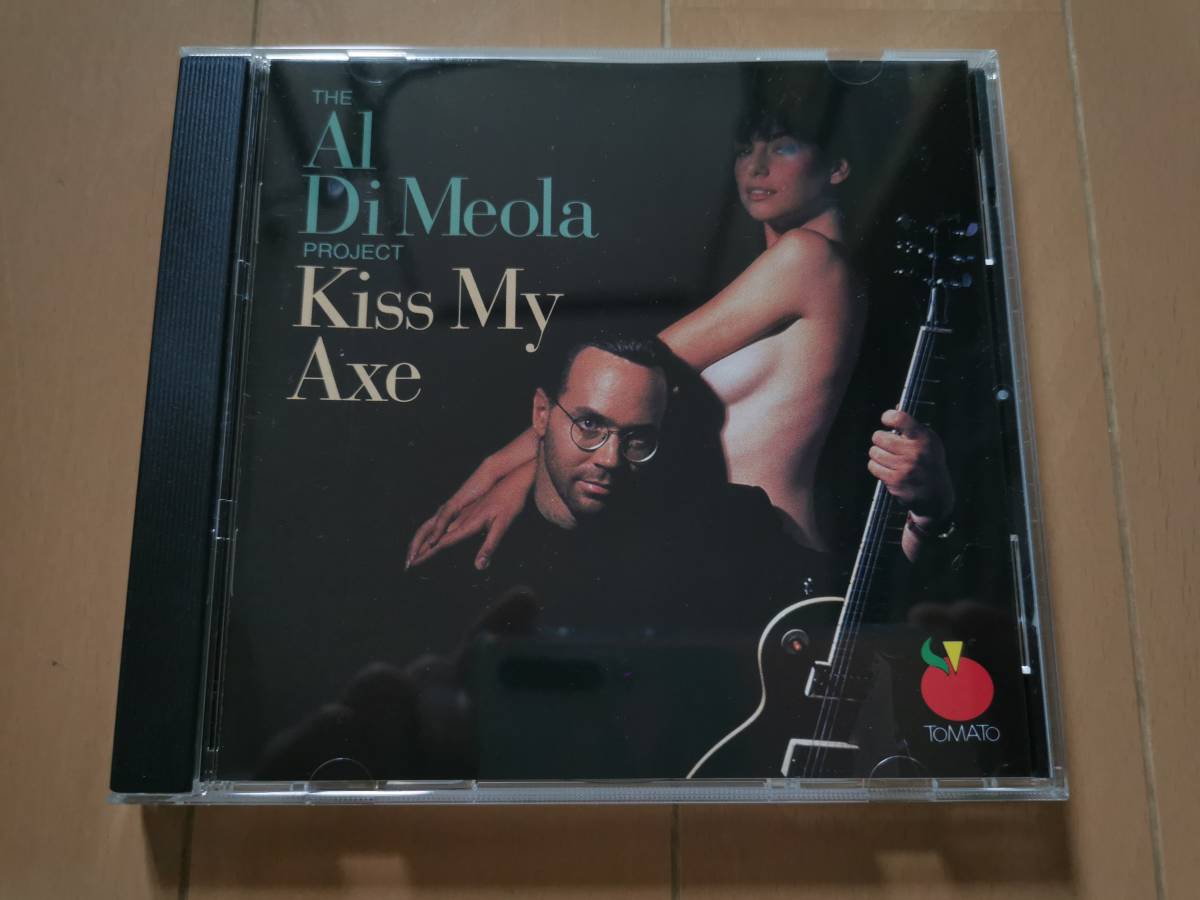 THE
Al
Di Meola
PROJECT
Kiss My
Axe
TOMATO